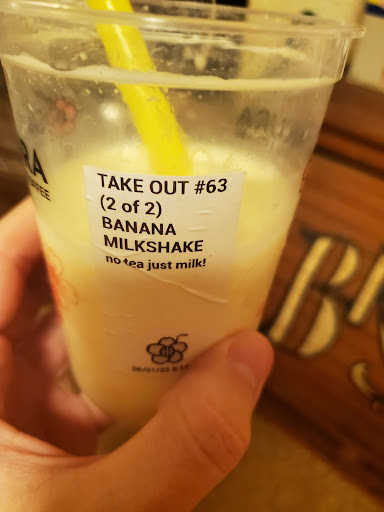 TAKE OUT #63
(2 of 2)
BANANA
MILKSHAKE
no tea just milk!